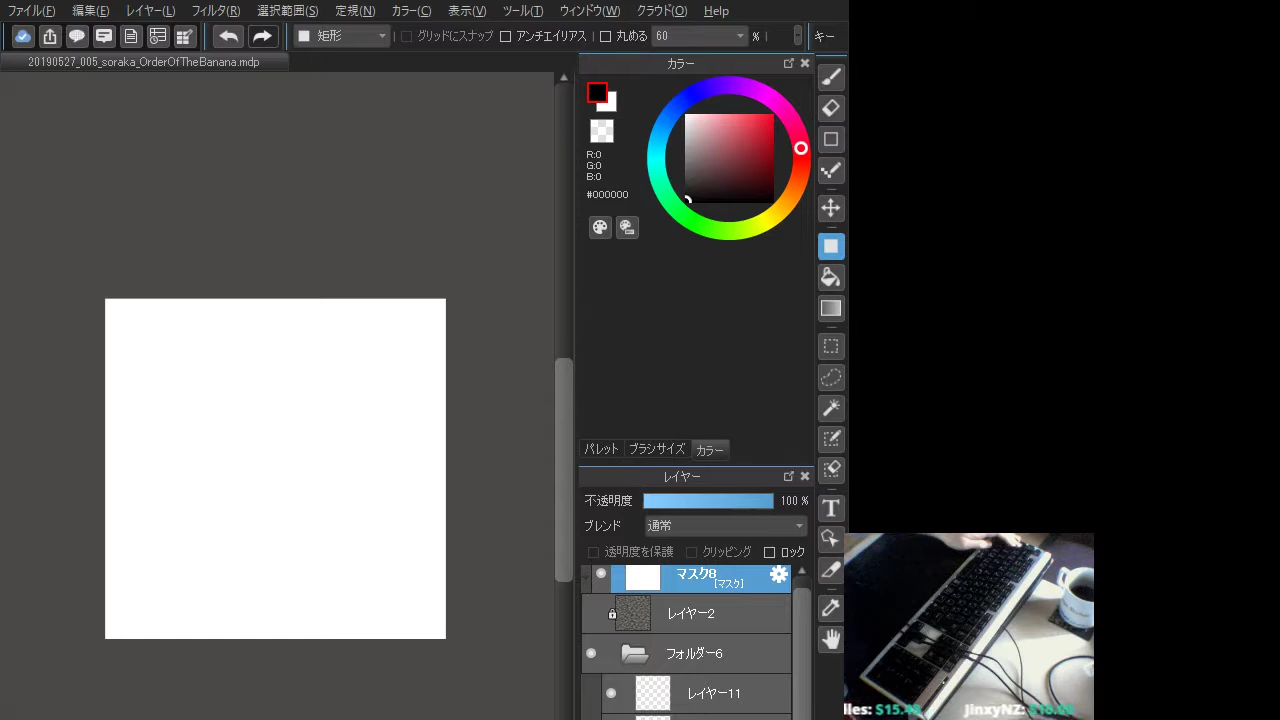 ファイル(F) 編集(E) レイヤー(L) フィルタ(R) 選択範囲(S) 定規(N) カラー(C) 表示(V) ツール(T) ウィンドウ(W) クラウド(O) Help
矩形 グリッドにスナップ アンチエイリアス 丸める 60 % キー
20190527_005_soraka_OrderOfTheBanana.mdp
カラー
R:0
G:0
B:0
#000000
パレット ブラシサイズ カラー
レイヤー
不透明度 100 %
ブレンド 通常
透明度を保護 クリッピング ロック
マスク8
[マスク]
レイヤー2
フォルダー6
レイヤー11
T
JinxyNZ: